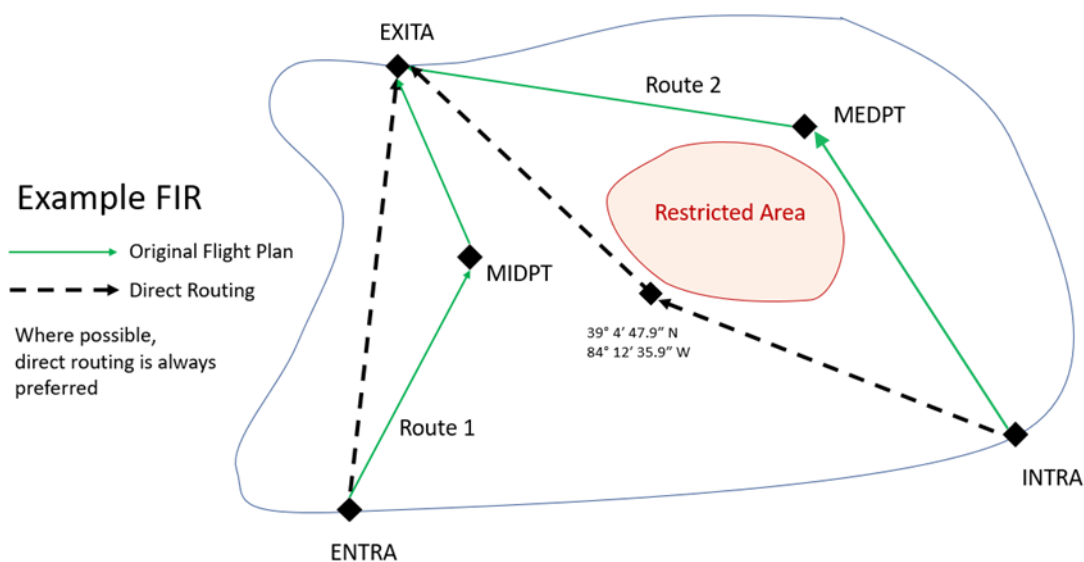 EXITA
Route 2
MEDPT
Example FIR
Restricted Area
Original Flight Plan
MIDPT
Direct Routing
39° 4’ 47.9” N
84° 12’ 35.9” W
Where possible,
direct routing is always
preferred
Route 1
INTRA
ENTRA